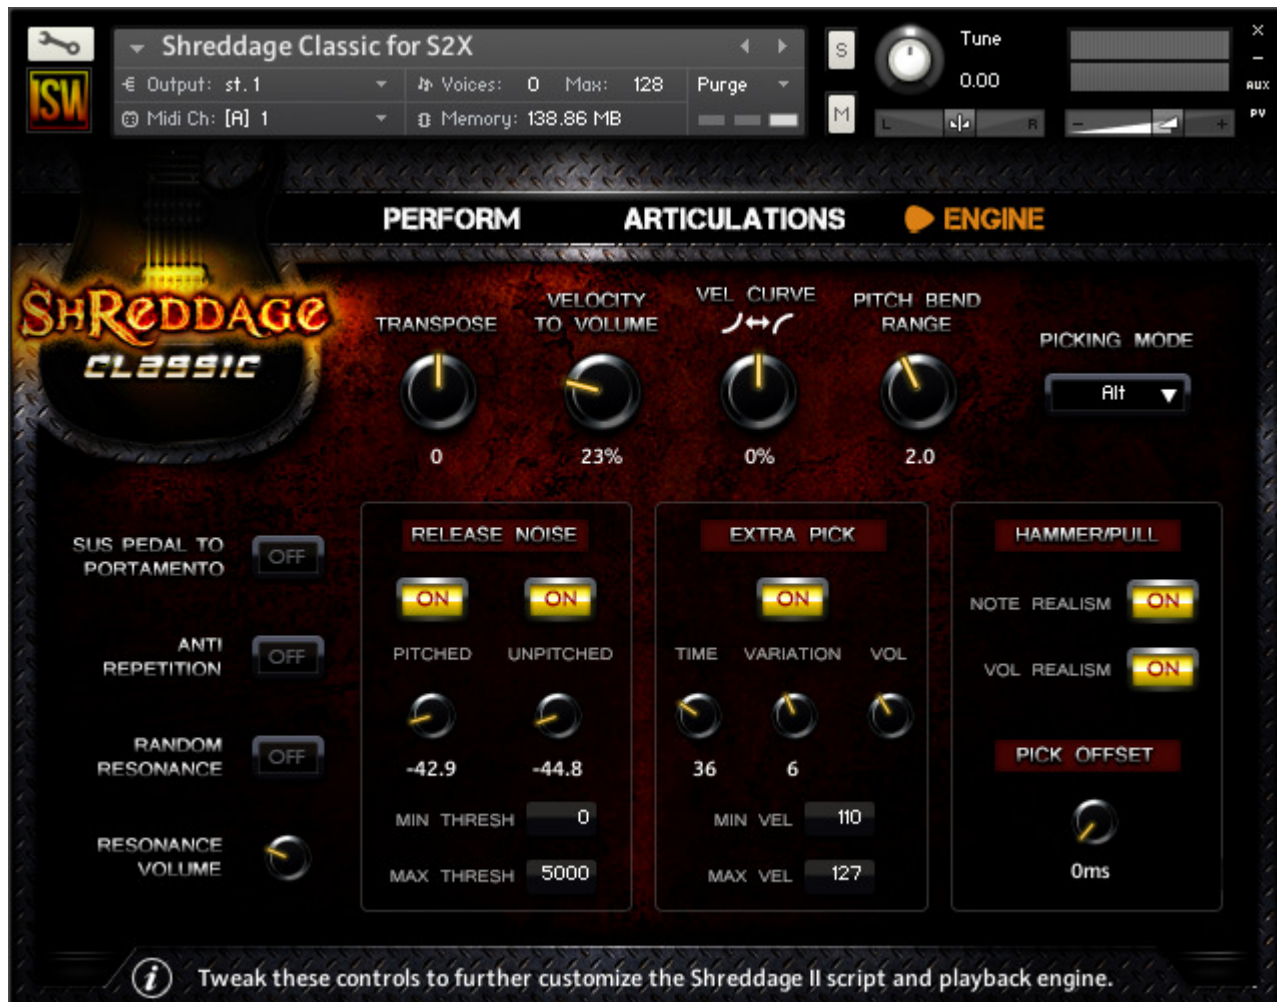 Shreddage Classic for S2X
S
Tune
0.00
×
–
AUX
PV
ISW
Output: st. 1
Voices: 0 Max: 128
Purge
Midi Ch: [A] 1
Memory: 138.86 MB
M
L
R
-
+
PERFORM
ARTICULATIONS
ENGINE
SHREDDAGE
CLASSIC
TRANSPOSE
0
VELOCITY
TO VOLUME
23%
VEL CURVE
0%
PITCH BEND
RANGE
2.0
PICKING MODE
Alt
SUS PEDAL TO
PORTAMENTO
OFF
ANTI
REPETITION
OFF
RANDOM
RESONANCE
OFF
RESONANCE
VOLUME
RELEASE NOISE
ON
ON
PITCHED
UNPITCHED
-42.9
-44.8
MIN THRESH 0
MAX THRESH 5000
EXTRA PICK
ON
TIME
VARIATION
VOL
36
6
MIN VEL 110
MAX VEL 127
HAMMER/PULL
NOTE REALISM ON
VOL REALISM ON
PICK OFFSET
0ms
i
Tweak these controls to further customize the Shreddage II script and playback engine.